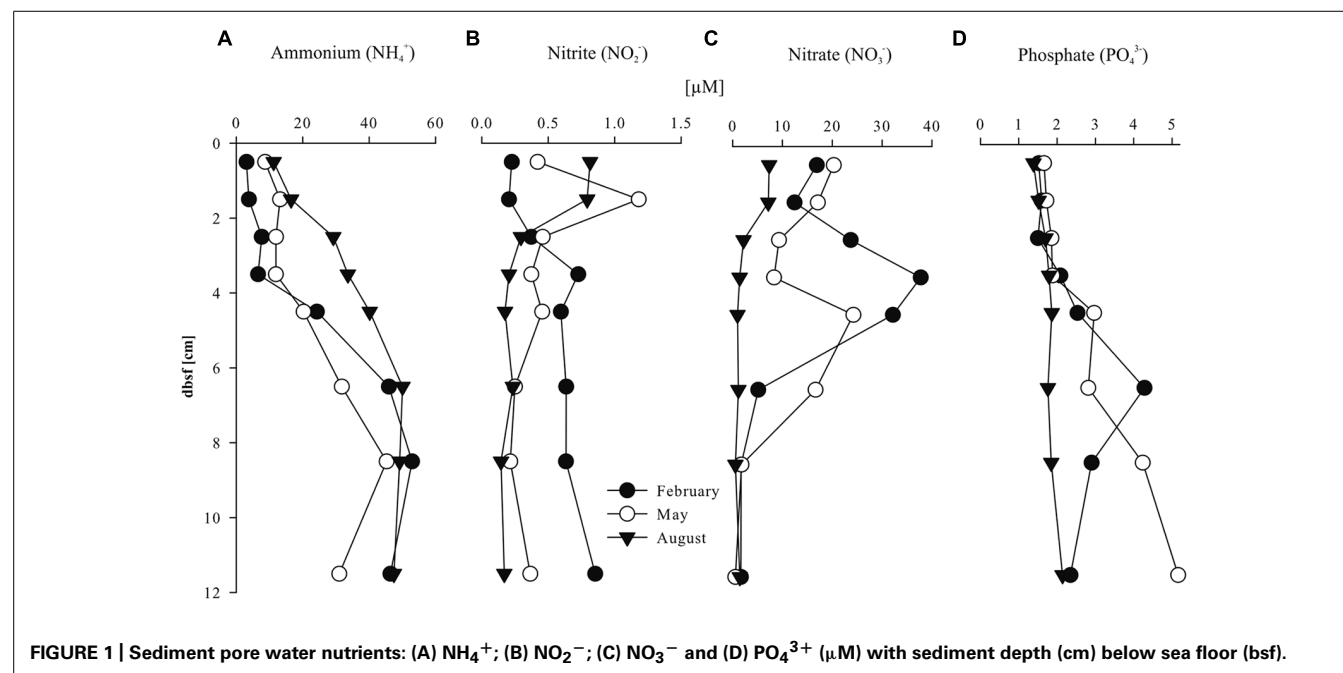 A Ammonium (NH₄⁺) B Nitrite (NO₂⁻) C Nitrate (NO₃⁻) D Phosphate (PO₄³⁻)
[µM]
0 20 40 60 0.0 0.5 1.0 1.5 0 10 20 30 40 0 1 2 3 4 5
0
2
4
6
8
10
12
dbsf [cm]
February
May
August
FIGURE 1 | Sediment pore water nutrients: (A) NH₄⁺; (B) NO₂⁻; (C) NO₃⁻ and (D) PO₄³⁺ (µM) with sediment depth (cm) below sea floor (bsf).